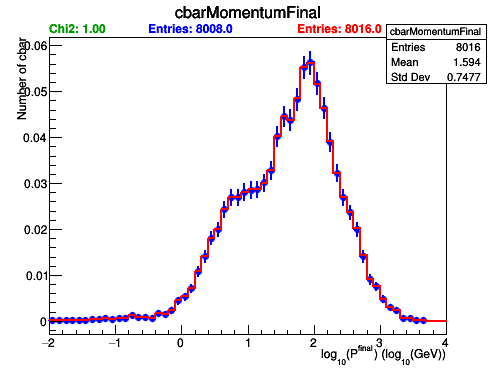 cbarMomentumFinal
Chi2: 1.00 Entries: 8008.0 Entries: 8016.0
cbarMomentumFinal
Entries 8016
Mean 1.594
Std Dev 0.7477
Number of cbar
0.06
0.05
0.04
0.03
0.02
0.01
0
−2 −1 0 1 2 3 4
log10(Pfinal) (log10(GeV))